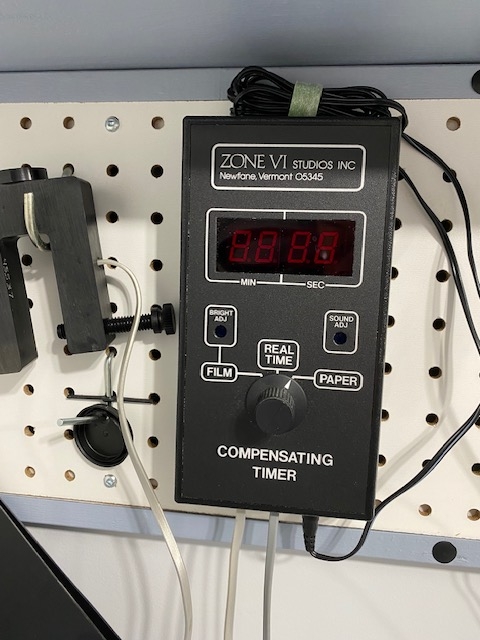 ZONE VI STUDIOS INC
Newfane, Vermont 05345
MIN SEC
BRIGHT
ADJ
SOUND
ADJ
FILM
REAL
TIME
PAPER
COMPENSATING
TIMER